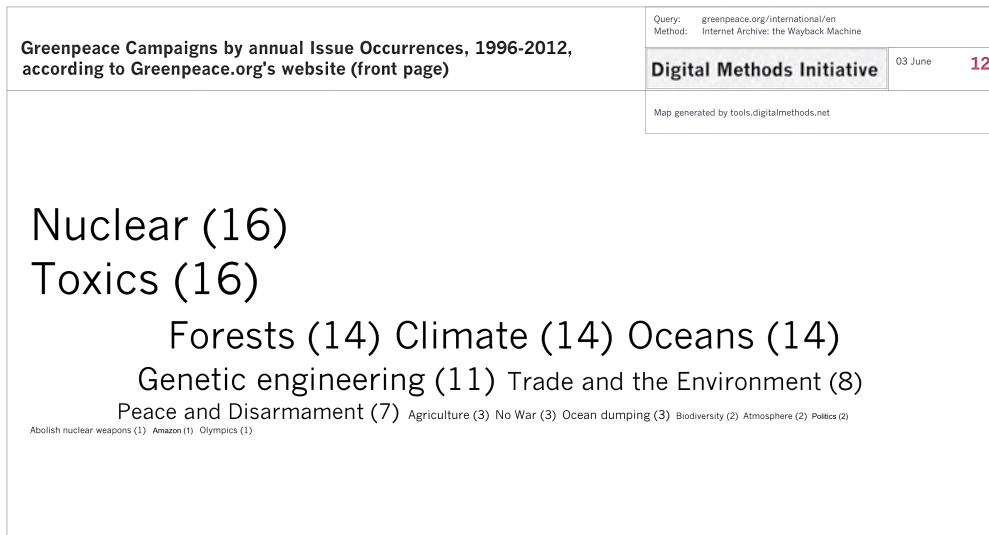 Query: greenpeace.org/international/en
Method: Internet Archive: the Wayback Machine
Greenpeace Campaigns by annual Issue Occurrences, 1996-2012,
according to Greenpeace.org's website (front page)
Digital Methods Initiative
03 June
12
Map generated by tools.digitalmethods.net
Nuclear (16)
Toxics (16)
Forests (14) Climate (14) Oceans (14)
Genetic engineering (11) Trade and the Environment (8)
Peace and Disarmament (7) Agriculture (3) No War (3) Ocean dumping (3) Biodiversity (2) Atmosphere (2) Politics (2)
Abolish nuclear weapons (1) Amazon (1) Olympics (1)